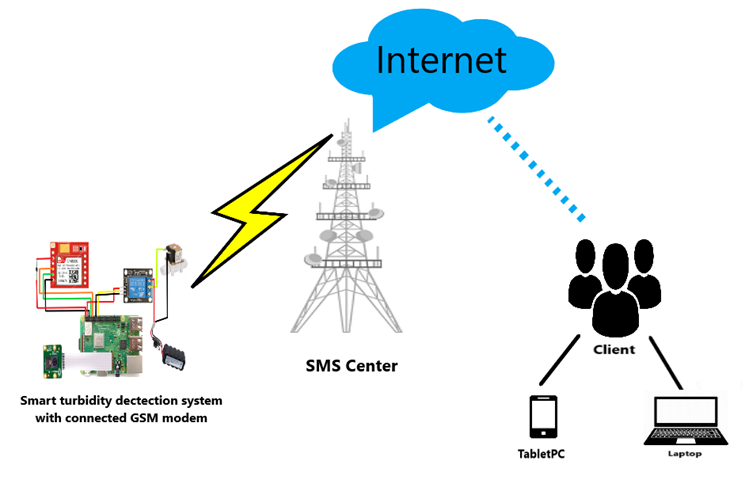 Internet
SMS Center
Smart turbidity dectection system
with connected GSM modem
Client
TabletPC
Laptop